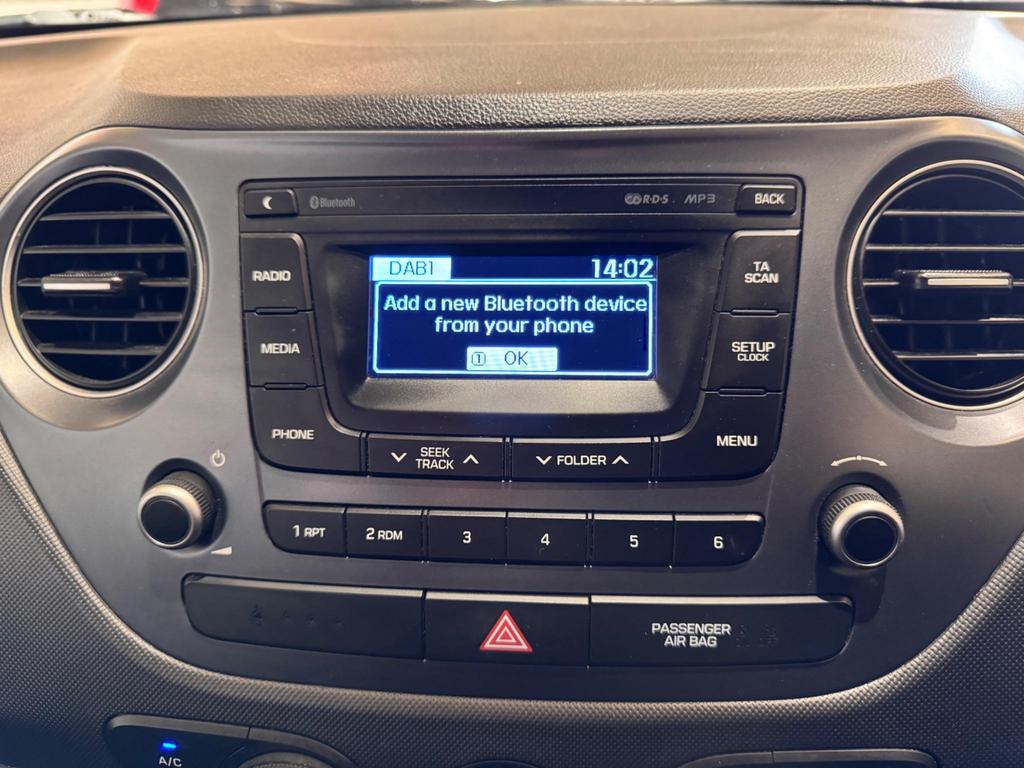 Bluetooth
R·D·S
MP3
BACK
RADIO
DAB1
14:02
TA
SCAN
Add a new Bluetooth device
from your phone
1 OK
MEDIA
SETUP
CLOCK
PHONE
SEEK
TRACK
FOLDER
MENU
1 RPT
2 RDM
3
4
5
6
PASSENGER
AIR BAG
A/C